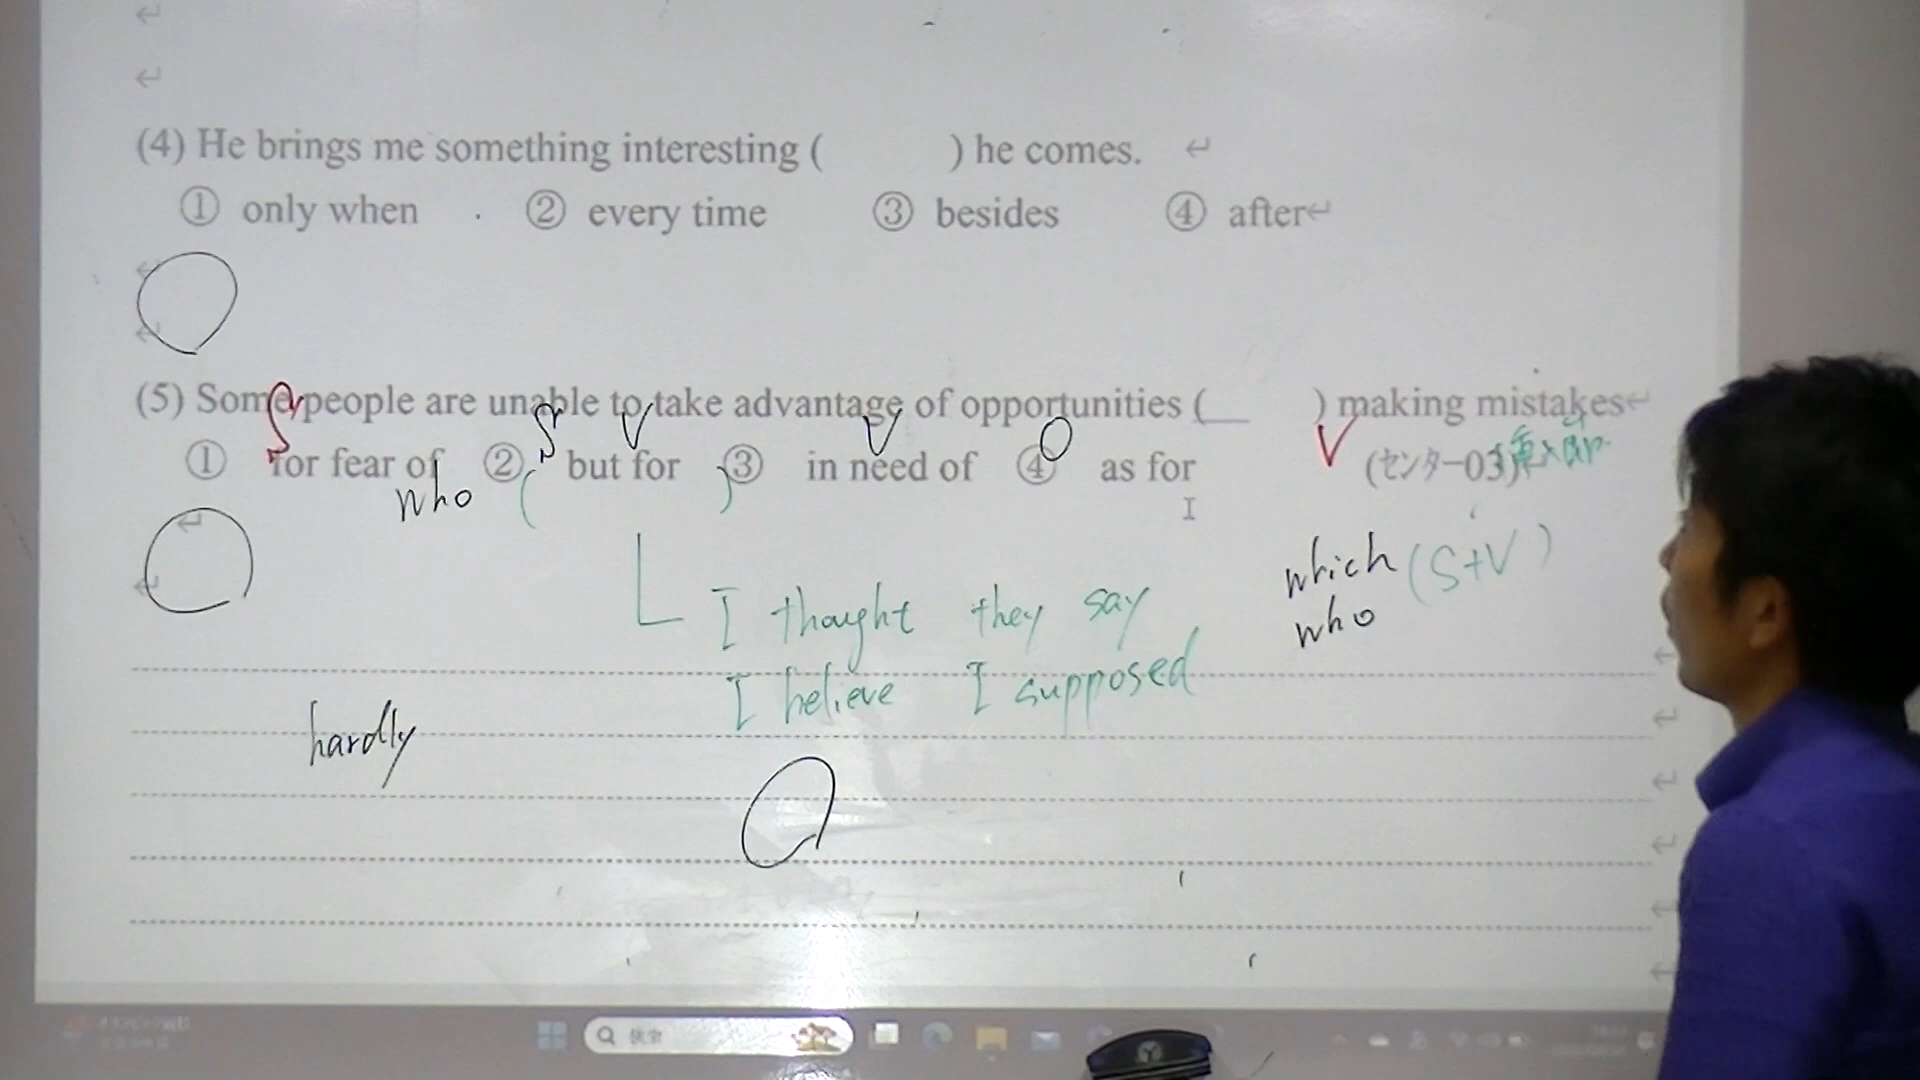 (4) He brings me something interesting (          ) he comes.
① only when ② every time ③ besides ④ after
(5) Some people are unable to take advantage of opportunities (__     ) making mistakes
S V S V V O
① for fear of ② but for ③ in need of ④ as for (センター03)
who (          )
which (S+V)
who
I thought they say
I believe I supposed
hardly